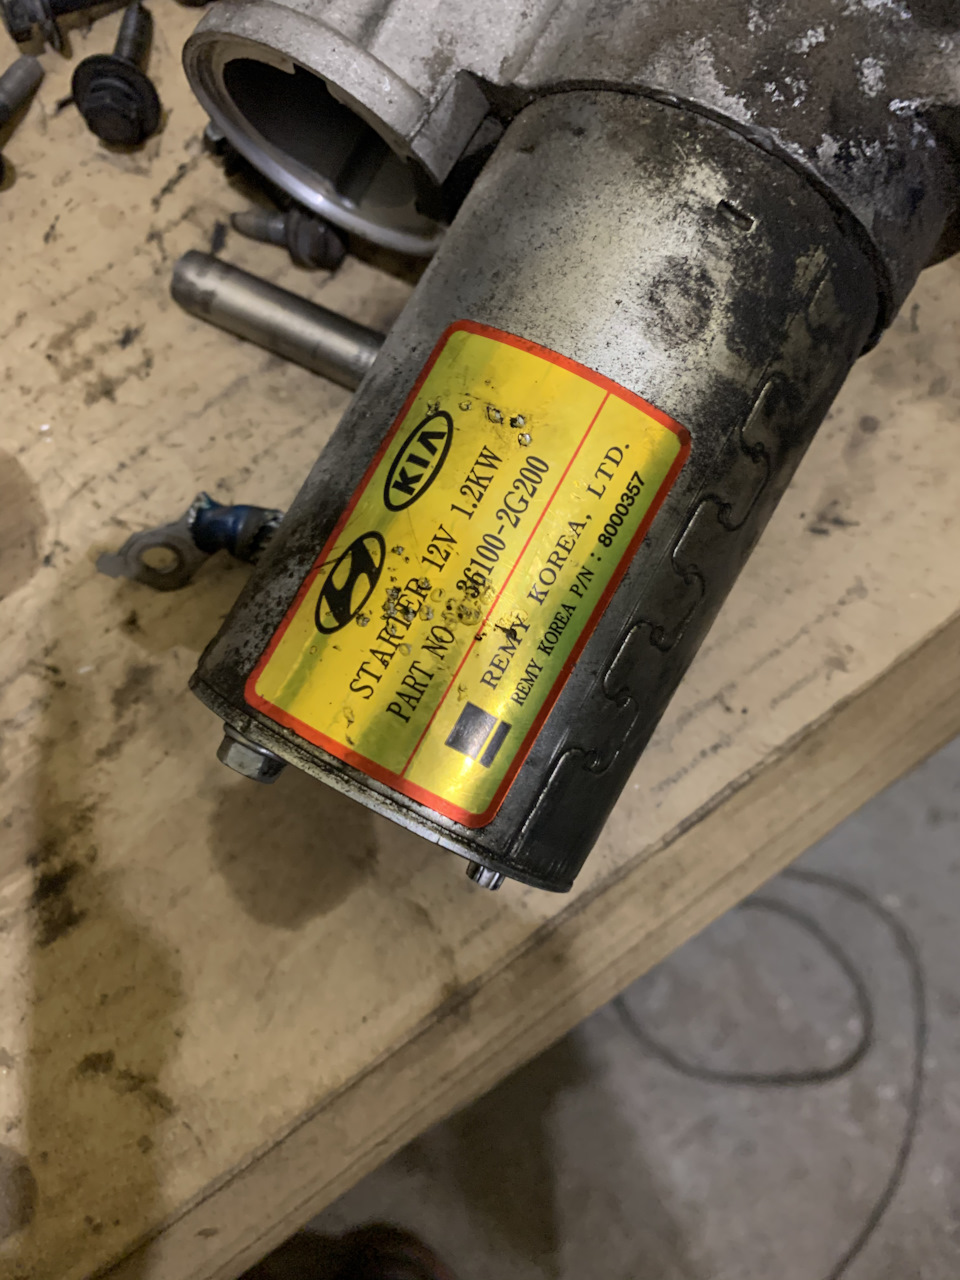 KIA
STARTER 12V 1.2KW
PART NO : 36100-2G200
REMY KOREA, LTD.
REMY KOREA P/N : 8000357